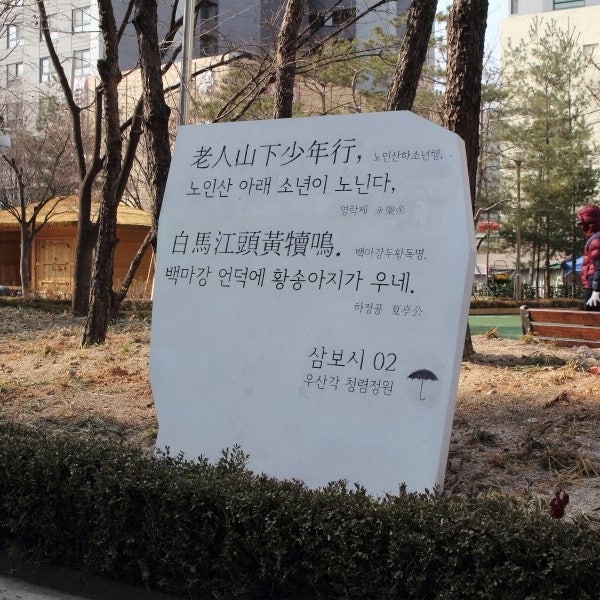 老人山下少年行, 노인산하소년행.
노인산 아래 소년이 노닌다,
영락제 永樂帝
白馬江頭黃犢鳴. 백마강두황독명.
백마강 언덕에 황송아지가 우네.
하정공 夏亭公
삼보시 02
우산각 청렴정원